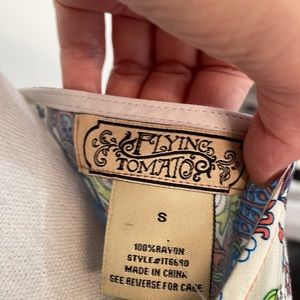 FLYING
TOMATO
S
100%RAYON
STYLE#IT6690
MADE IN CHINA
SEE REVERSE FOR CARE